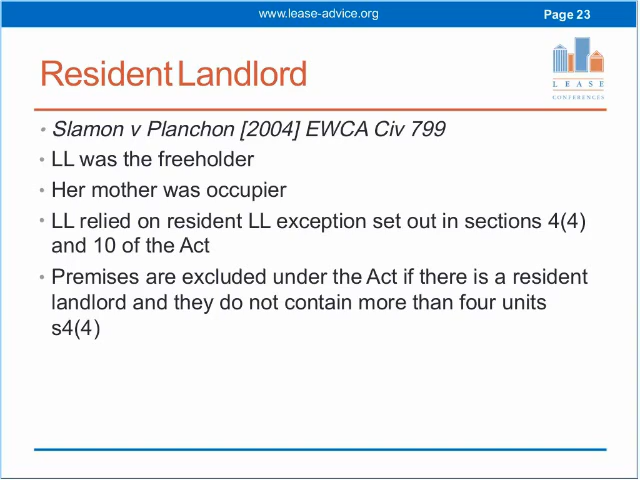 www.lease-advice.org
Page 23
Resident Landlord
L E A S E
CONFERENCES
• Slamon v Planchon [2004] EWCA Civ 799
• LL was the freeholder
• Her mother was occupier
• LL relied on resident LL exception set out in sections 4(4)
and 10 of the Act
• Premises are excluded under the Act if there is a resident
landlord and they do not contain more than four units
s4(4)